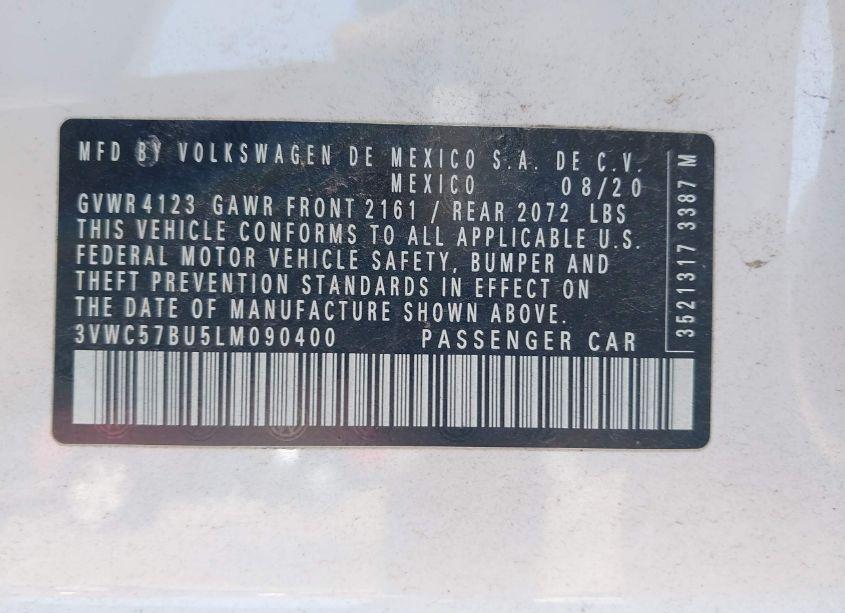 MFD BY VOLKSWAGEN DE MEXICO S.A. DE C.V.
MEXICO 08/20
GVWR 4123 GAWR FRONT 2161 / REAR 2072 LBS
THIS VEHICLE CONFORMS TO ALL APPLICABLE U.S.
FEDERAL MOTOR VEHICLE SAFETY, BUMPER AND
THEFT PREVENTION STANDARDS IN EFFECT ON
THE DATE OF MANUFACTURE SHOWN ABOVE.
3VWC57BU5LM090400 PASSENGER CAR
3521317 3387 M